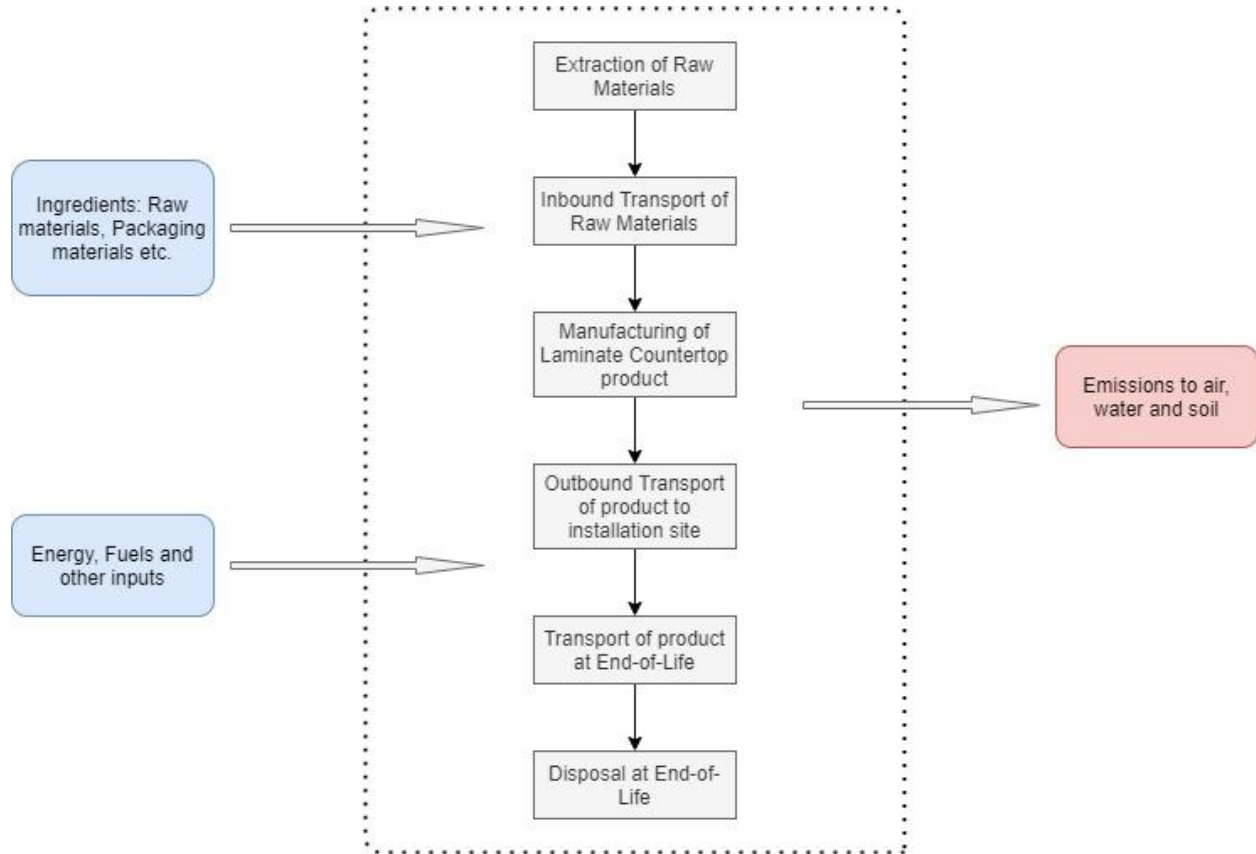 Extraction of Raw
Materials
Ingredients: Raw
materials, Packaging
materials etc.
Inbound Transport of
Raw Materials
Manufacturing of
Laminate Countertop
product
Emissions to air,
water and soil
Outbound Transport
of product to
installation site
Energy, Fuels and
other inputs
Transport of product
at End-of-Life
Disposal at End-of-
Life